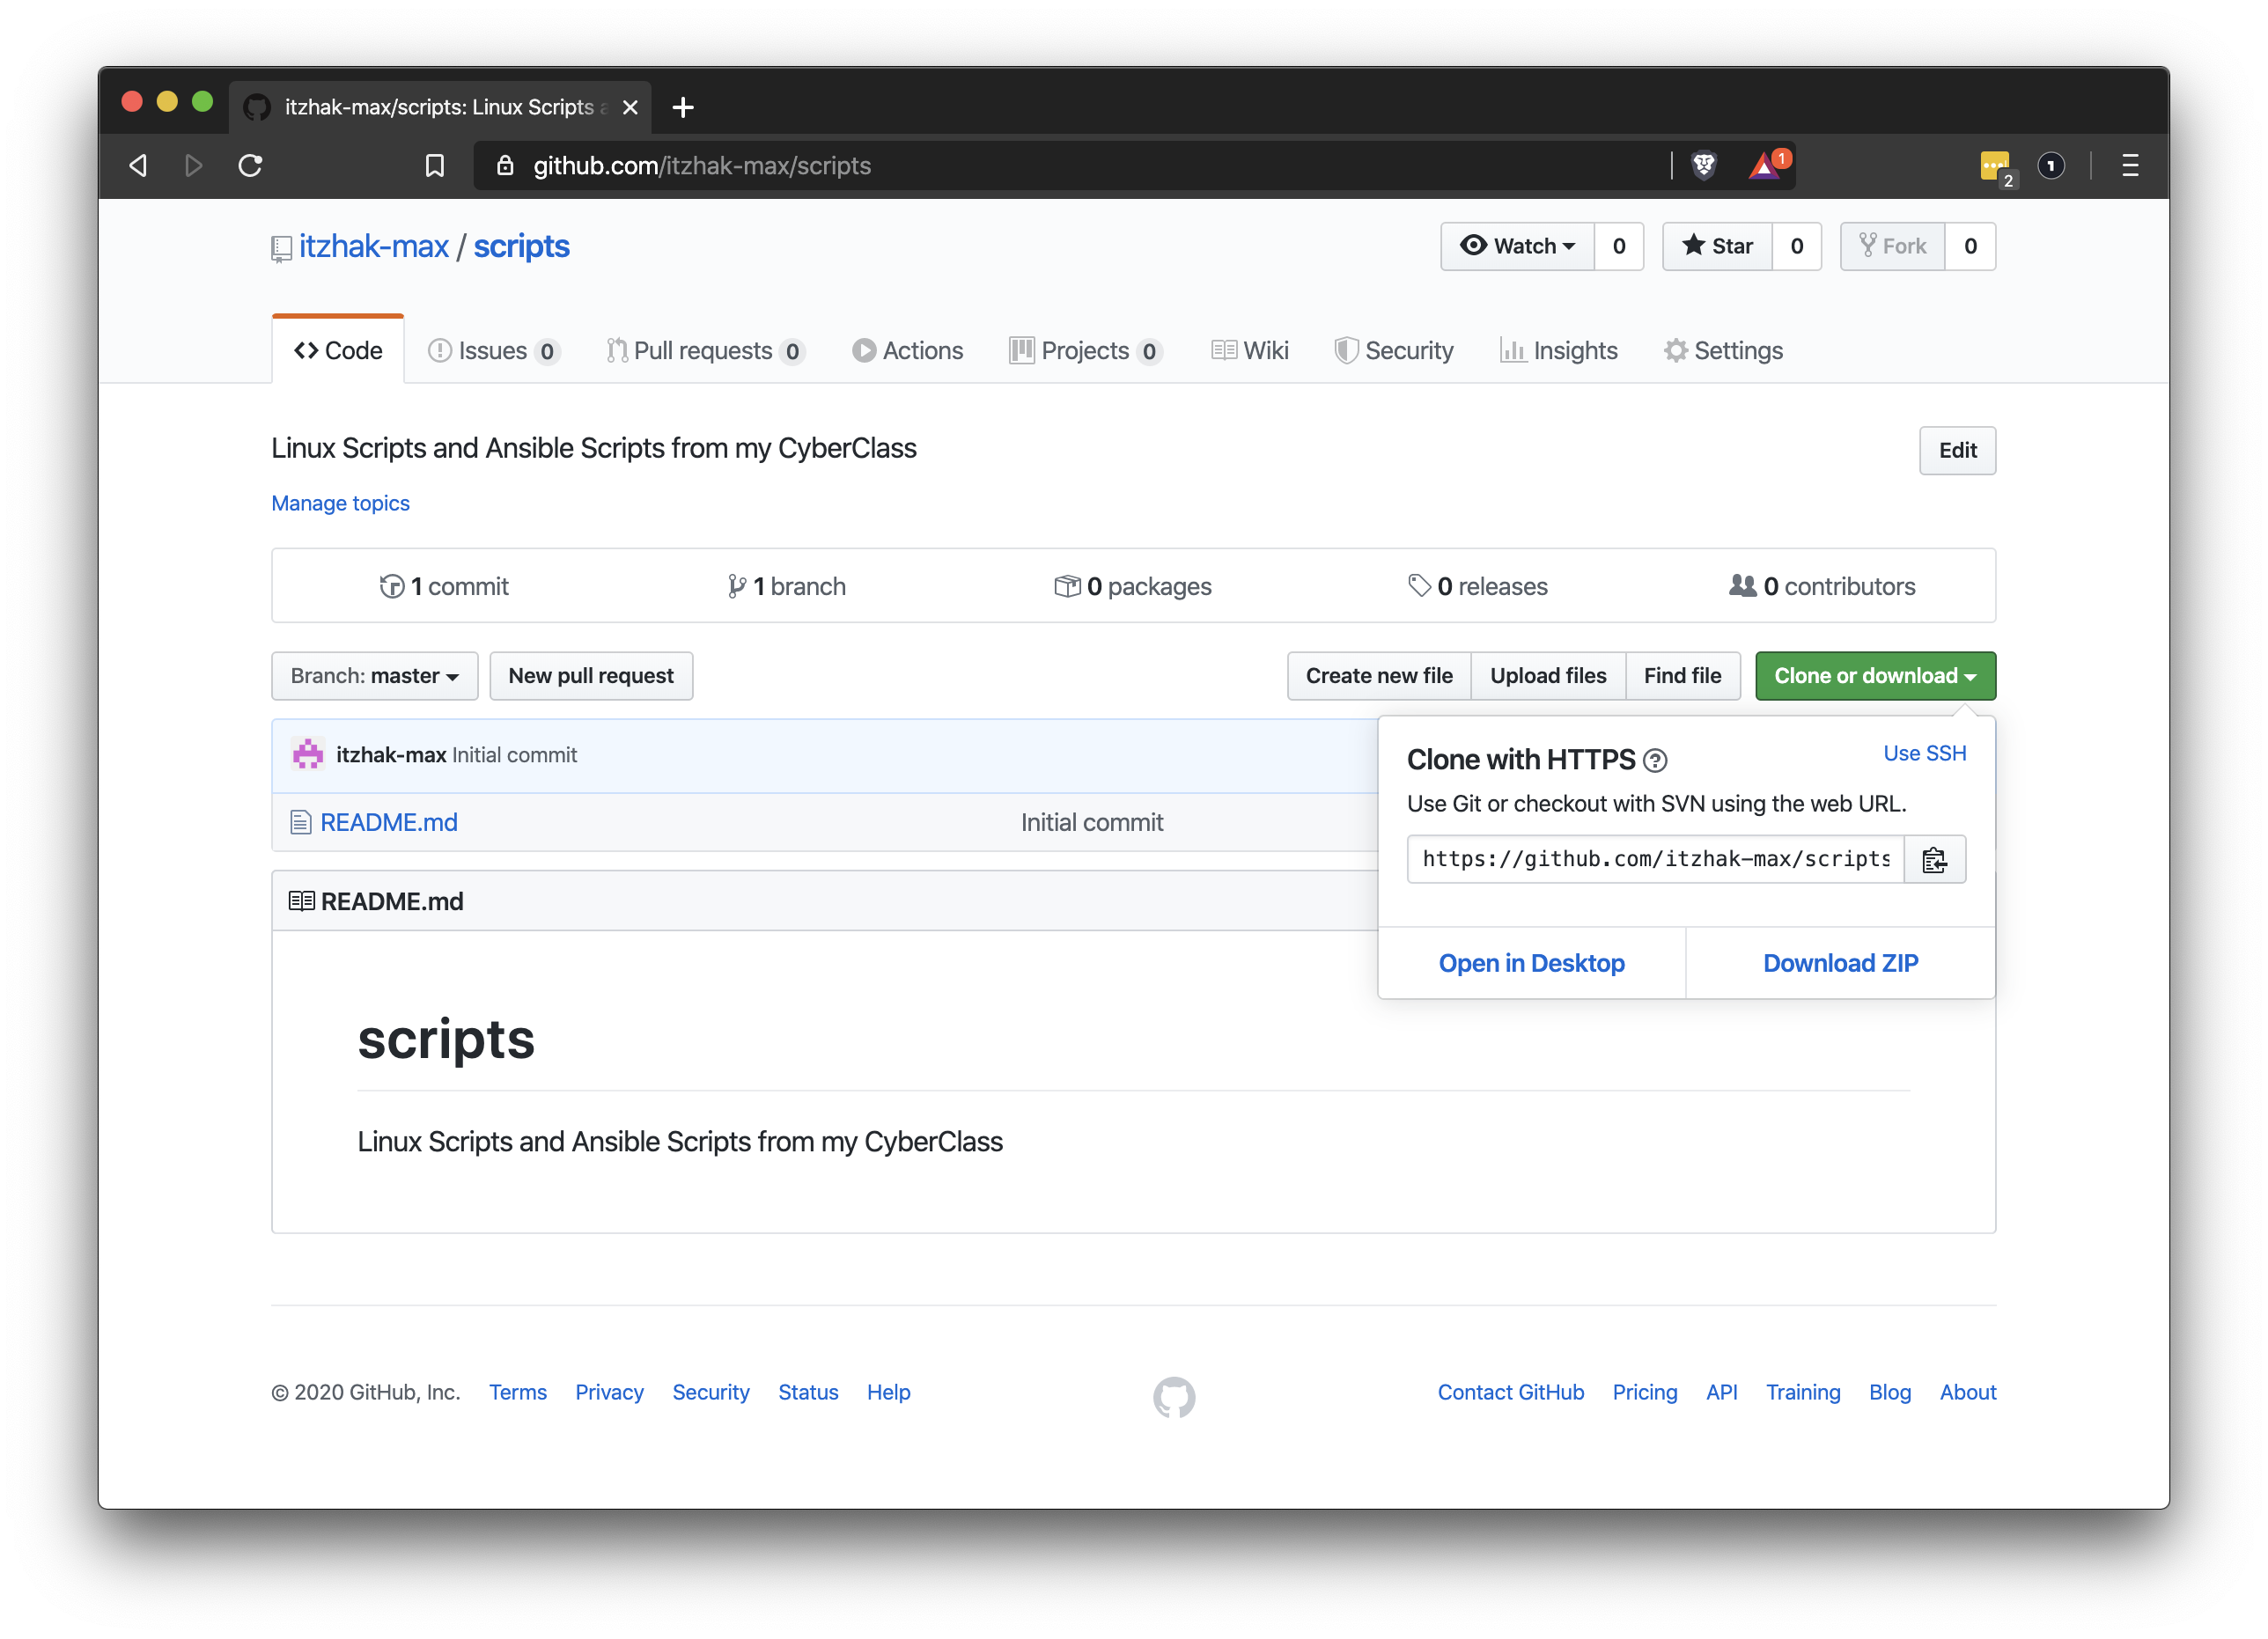 itzhak-max/scripts: Linux Scripts a
github.com/itzhak-max/scripts
1
2
1
itzhak-max / scripts
Watch 0
Star 0
Fork 0
Code
Issues 0
Pull requests 0
Actions
Projects 0
Wiki
Security
Insights
Settings
Linux Scripts and Ansible Scripts from my CyberClass
Edit
Manage topics
1 commit
1 branch
0 packages
0 releases
0 contributors
Branch: master
New pull request
Create new file
Upload files
Find file
Clone or download
itzhak-max Initial commit
README.md
Initial commit
Clone with HTTPS
Use SSH
Use Git or checkout with SVN using the web URL.
https://github.com/itzhak-max/scripts
Open in Desktop
Download ZIP
README.md
scripts
Linux Scripts and Ansible Scripts from my CyberClass
© 2020 GitHub, Inc.
Terms
Privacy
Security
Status
Help
Contact GitHub
Pricing
API
Training
Blog
About